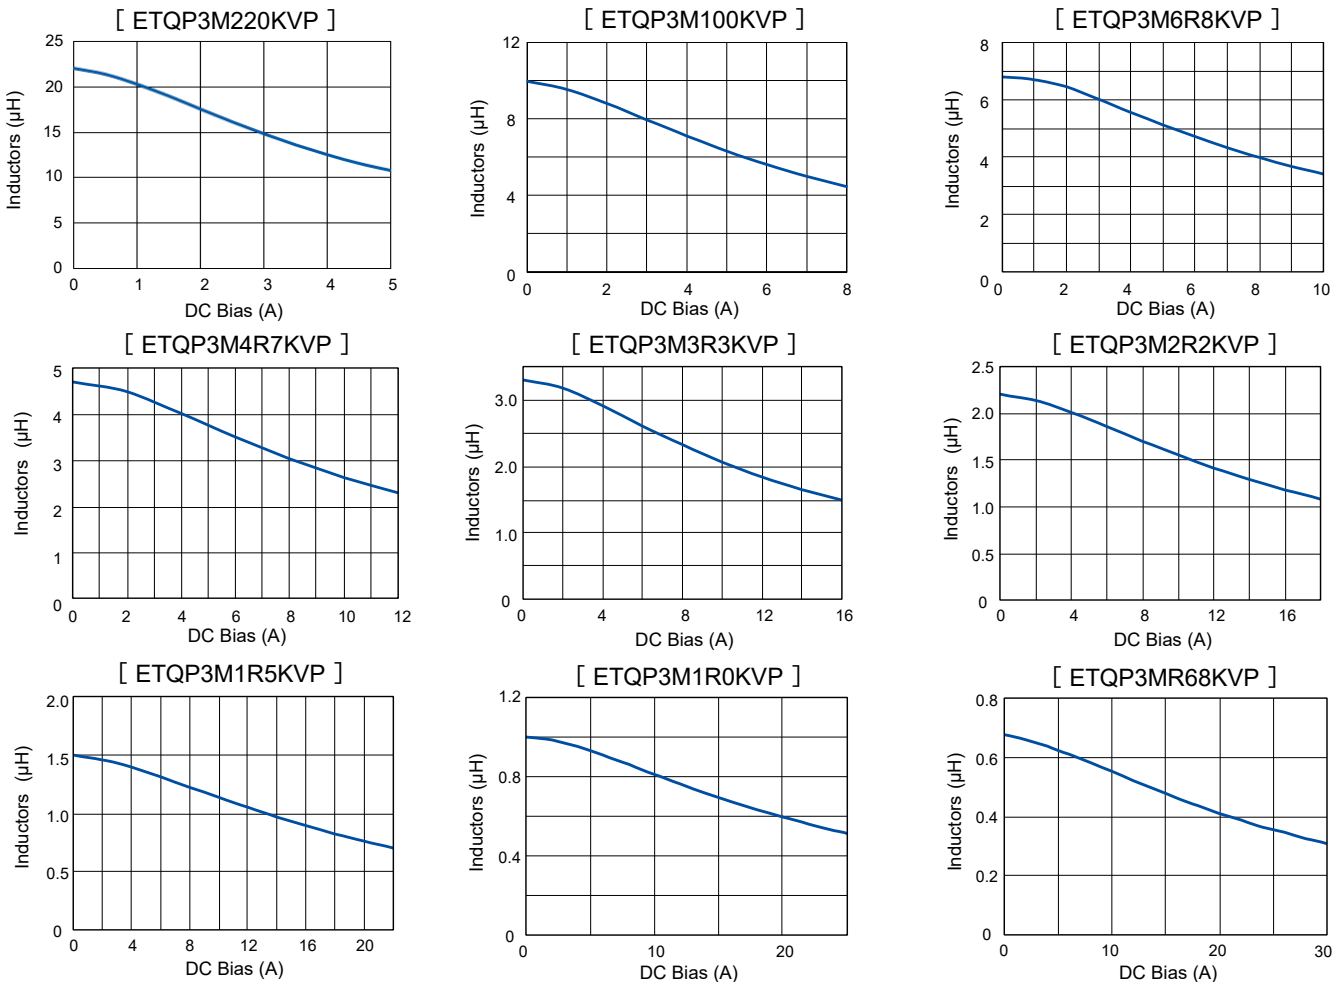 [ ETQP3M220KVP ]
25
20
15
10
5
0
0 1 2 3 4 5
Inductors (μH)
DC Bias (A)
[ ETQP3M100KVP ]
12
8
4
0
0 2 4 6 8
Inductors (μH)
DC Bias (A)
[ ETQP3M6R8KVP ]
8
6
4
2
0
0 2 4 6 8 10
Inductors (μH)
DC Bias (A)
[ ETQP3M4R7KVP ]
5
4
3
2
1
0
0 2 4 6 8 10 12
Inductors (μH)
DC Bias (A)
[ ETQP3M3R3KVP ]
3.0
2.0
1.0
0
0 4 8 12 16
Inductors (μH)
DC Bias (A)
[ ETQP3M2R2KVP ]
2.5
2.0
1.5
1.0
0.5
0
0 4 8 12 16
Inductors (μH)
DC Bias (A)
[ ETQP3M1R5KVP ]
2.0
1.5
1.0
0.5
0
0 4 8 12 16 20
Inductors (μH)
DC Bias (A)
[ ETQP3M1R0KVP ]
1.2
0.8
0.4
0
0 10 20
Inductors (μH)
DC Bias (A)
[ ETQP3MR68KVP ]
0.8
0.6
0.4
0.2
0
0 10 20 30
Inductors (μH)
DC Bias (A)